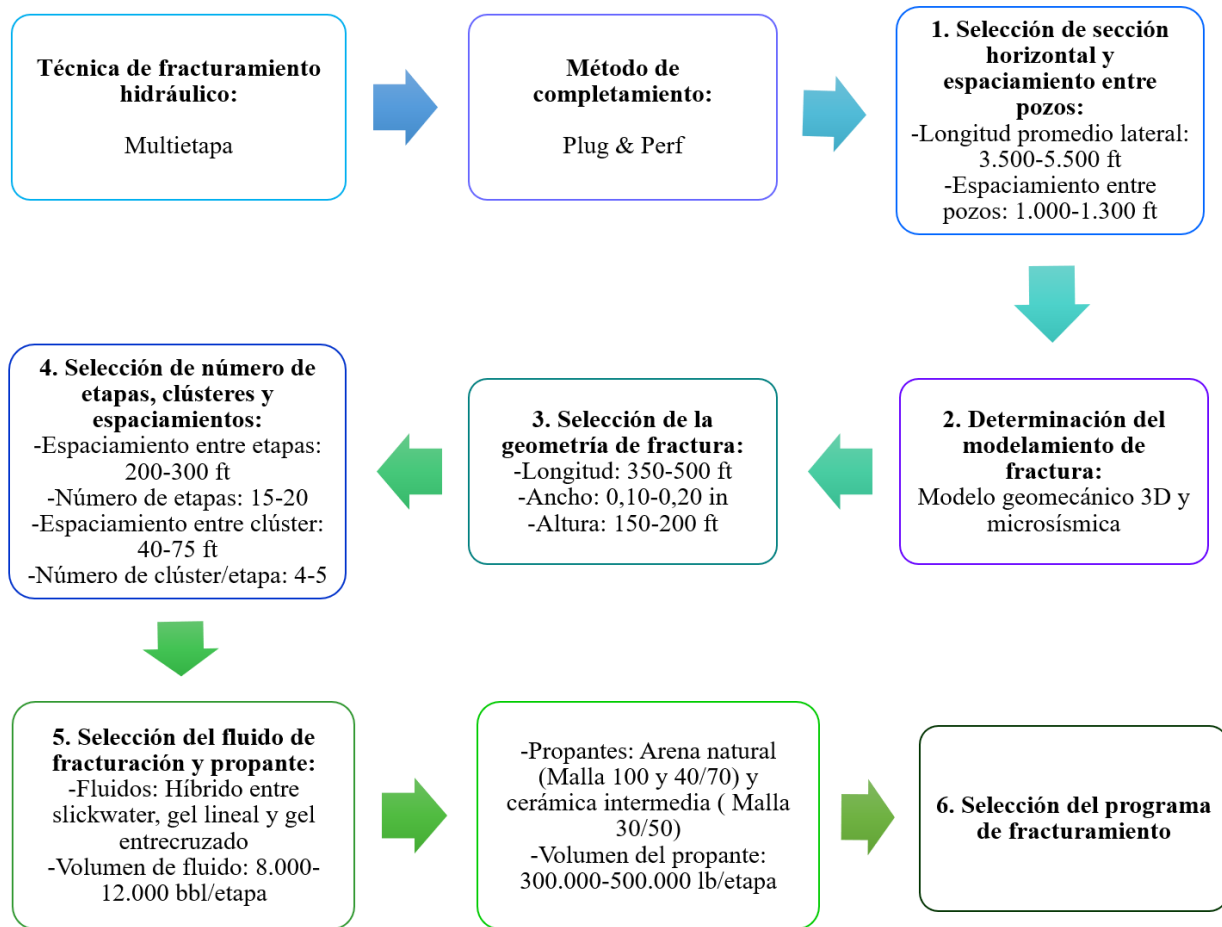 Técnica de fracturamiento
hidráulico:
Multietapa
Método de
completamiento:
Plug & Perf
1. Selección de sección
horizontal y
espaciamiento entre
pozos:
-Longitud promedio lateral:
3.500-5.500 ft
-Espaciamiento entre
pozos: 1.000-1.300 ft
2. Determinación del
modelamiento de
fractura:
Modelo geomecánico 3D y
microsísmica
3. Selección de la
geometría de fractura:
-Longitud: 350-500 ft
-Ancho: 0,10-0,20 in
-Altura: 150-200 ft
4. Selección de número de
etapas, clústeres y
espaciamientos:
-Espaciamiento entre etapas:
200-300 ft
-Número de etapas: 15-20
-Espaciamiento entre clúster:
40-75 ft
-Número de clúster/etapa: 4-5
5. Selección del fluido de
fracturación y propante:
-Fluidos: Híbrido entre
slickwater, gel lineal y gel
entrecruzado
-Volumen de fluido: 8.000-
12.000 bbl/etapa
-Propantes: Arena natural
(Malla 100 y 40/70) y
cerámica intermedia ( Malla
30/50)
-Volumen del propante:
300.000-500.000 lb/etapa
6. Selección del programa
de fracturamiento